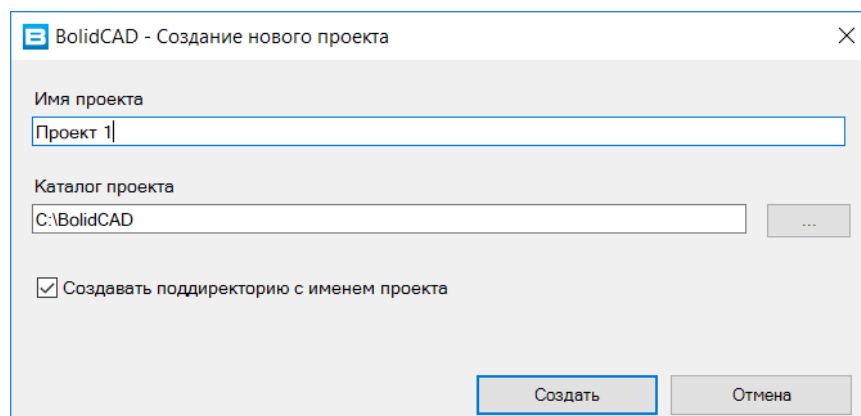 BolidCAD - Создание нового проекта
Имя проекта
Проект 1
Каталог проекта
C:\BolidCAD
...
Создавать поддиректорию с именем проекта
Создать Отмена